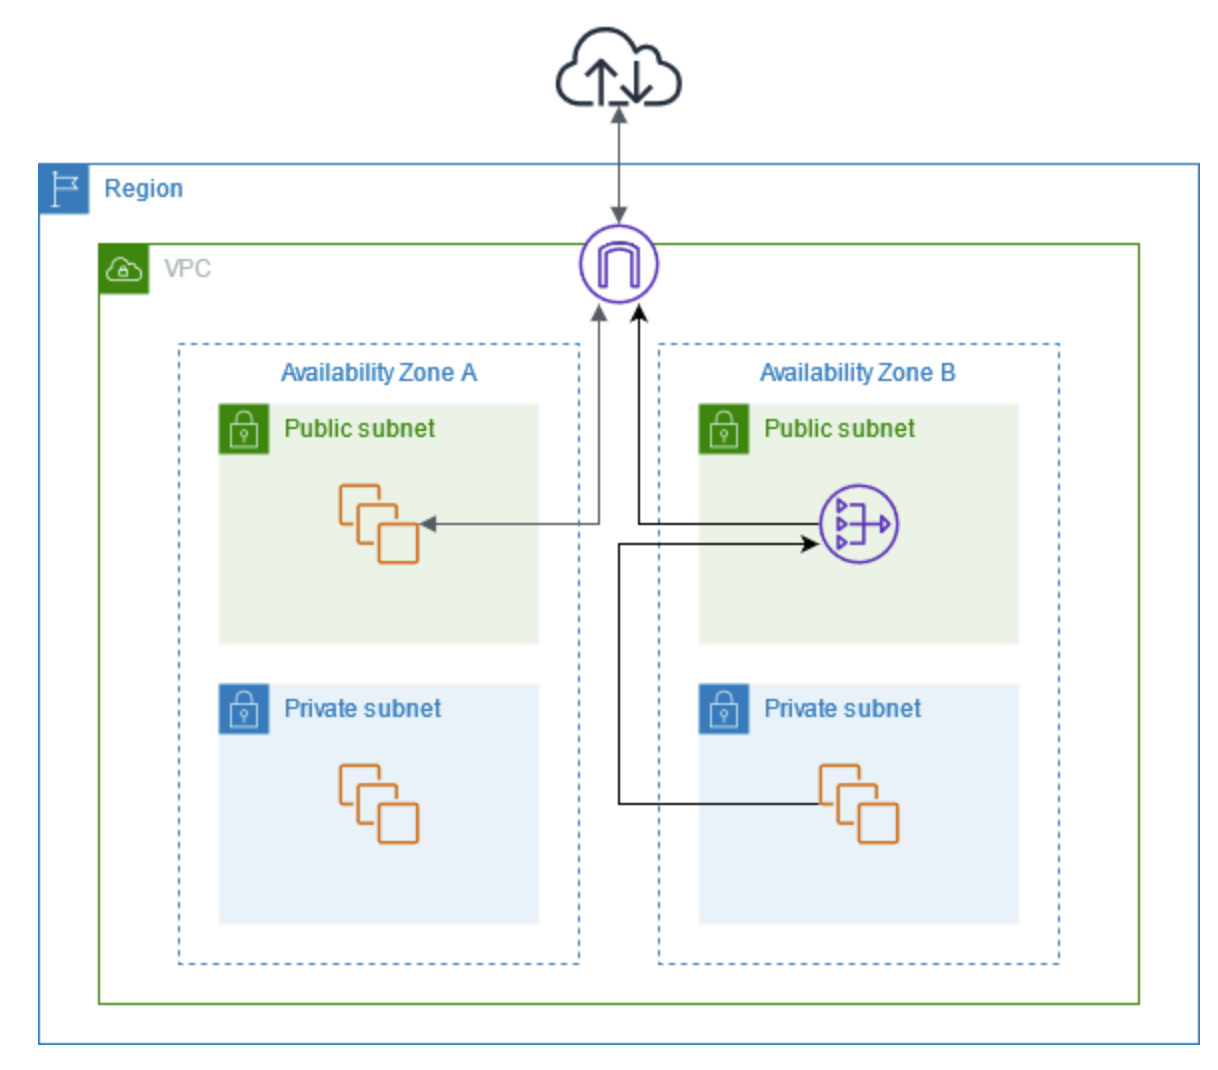 Region
VPC
Availability Zone A
Availability Zone B
Public subnet
Public subnet
Private subnet
Private subnet